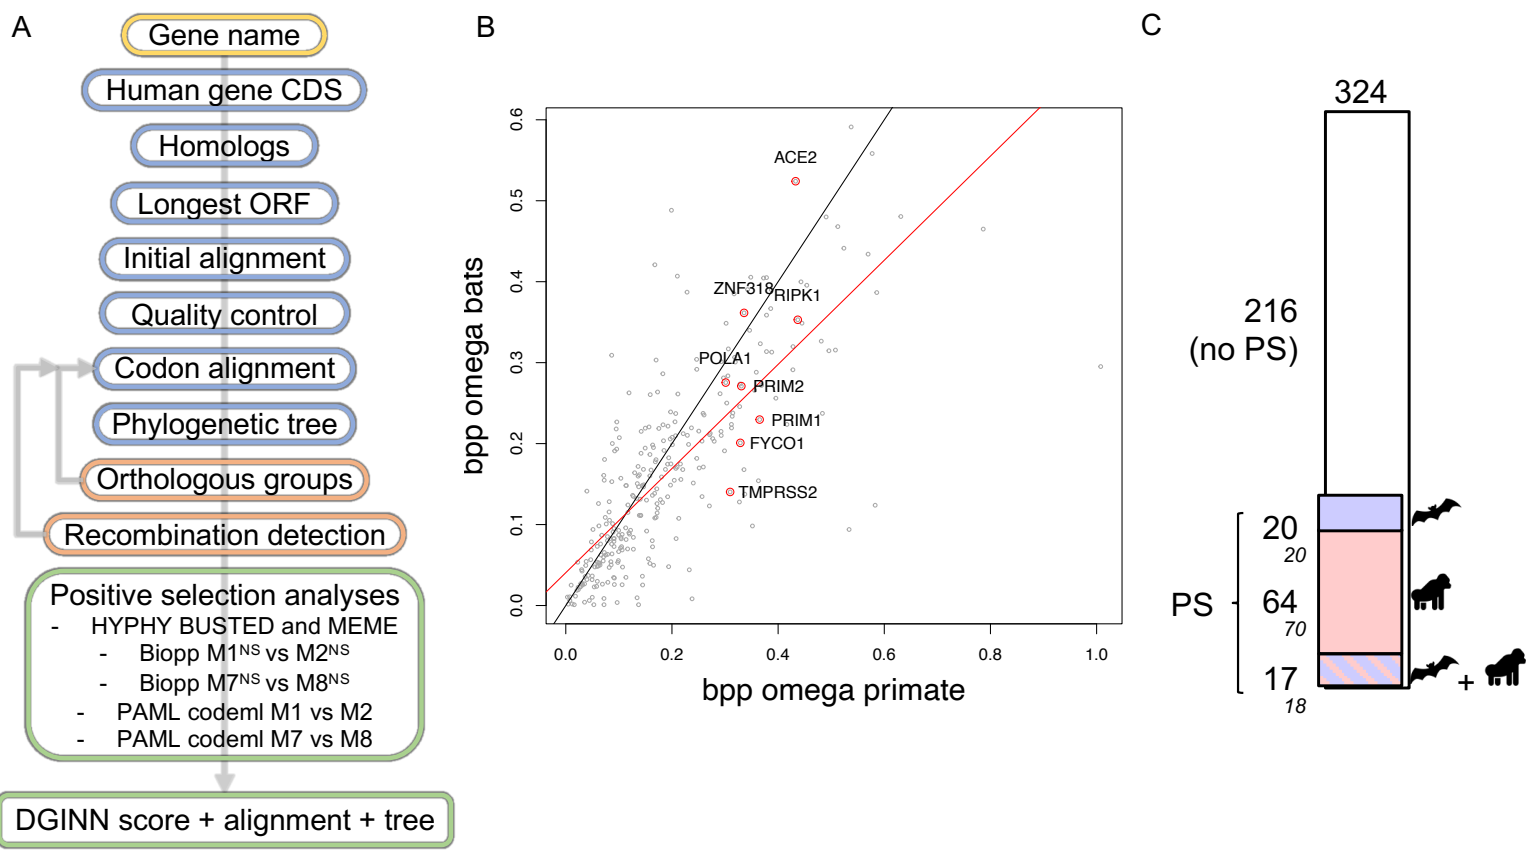 A
Gene name
Human gene CDS
Homologs
Longest ORF
Initial alignment
Quality control
Codon alignment
Phylogenetic tree
Orthologous groups
Recombination detection
Positive selection analyses
- HYPHY BUSTED and MEME
- Biopp M1NS vs M2NS
- Biopp M7NS vs M8NS
- PAML codeml M1 vs M2
- PAML codeml M7 vs M8
DGINN score + alignment + tree
B
bpp omega bats
0.6
0.5
0.4
0.3
0.2
0.1
0.0
ACE2
ZNF318
RIPK1
POLA1
PRIM2
PRIM1
FYCO1
TMPRSS2
0.0 0.2 0.4 0.6 0.8 1.0
bpp omega primate
C
324
216
(no PS)
PS
20
20
64
70
17
18
+